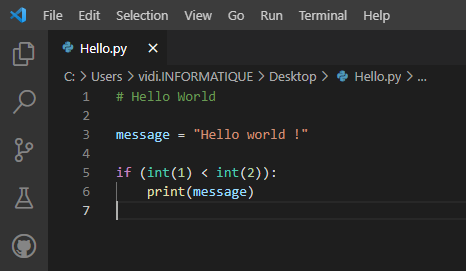 File Edit Selection View Go Run Terminal Help
Hello.py
C: > Users > vidi.INFORMATIQUE > Desktop > Hello.py > ...
1 # Hello World
2
3 message = "Hello world !"
4
5 if (int(1) < int(2)):
6 print(message)
7